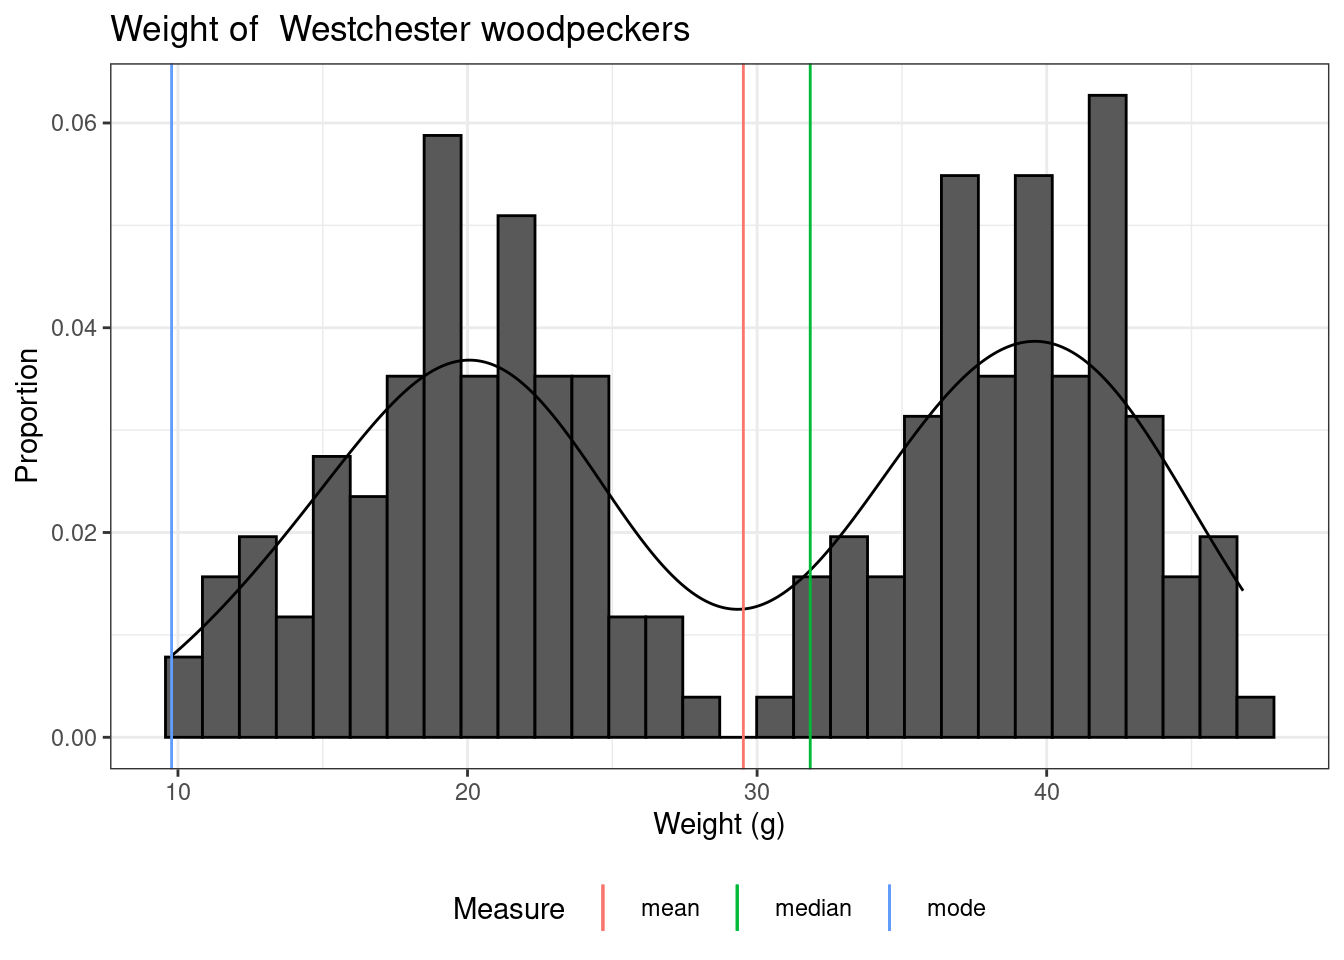 Weight of  Westchester woodpeckers
Proportion
0.06
0.04
0.02
0.00
10 20 30 40
Weight (g)
Measure mean median mode